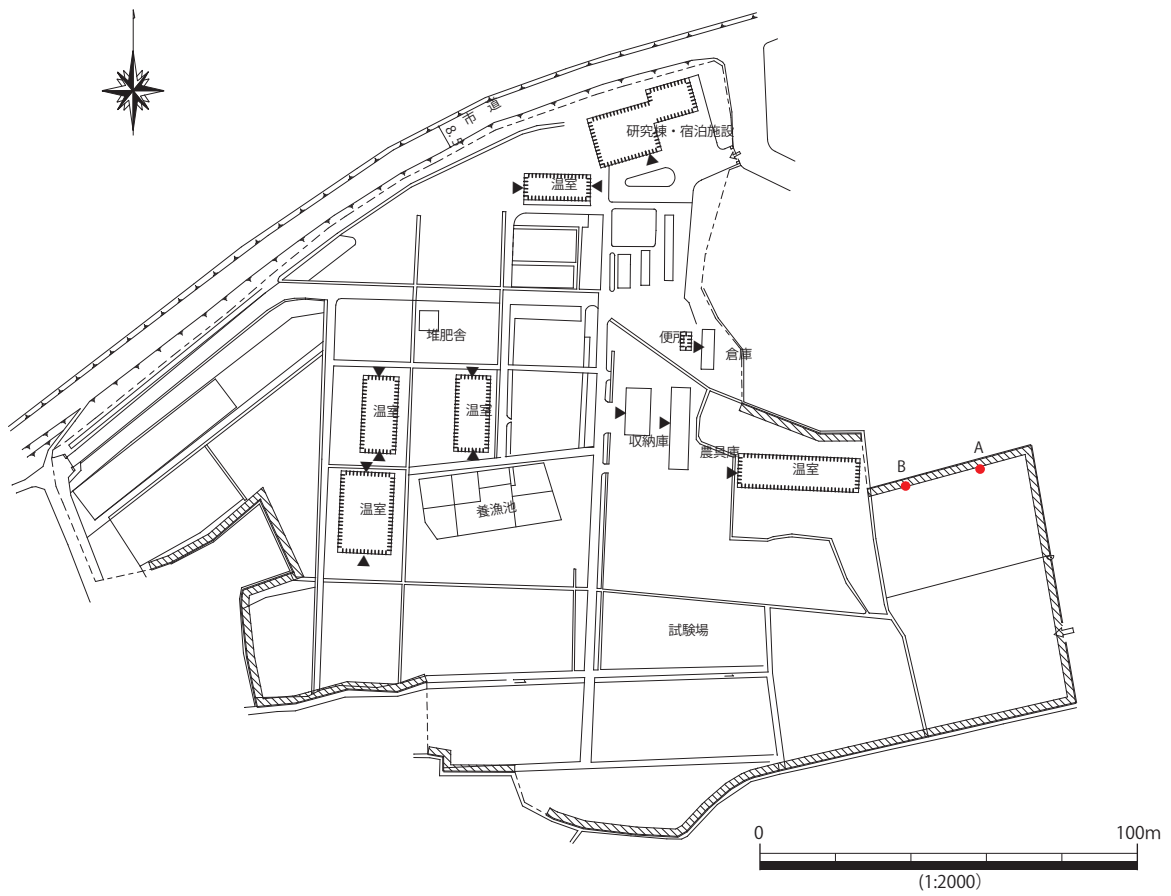 市道
8.5
研究棟・宿泊施設
温室
便所
倉庫
堆肥舎
温室
温室
収納庫
農具庫
温室
B
A
温室
養漁池
試験場
0
100m
(1:2000)